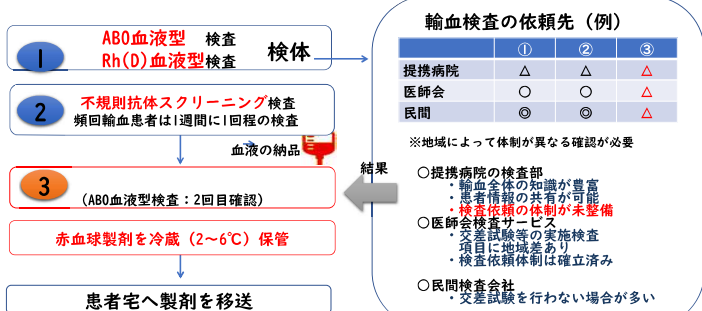 ① ABO血液型 検査
Rh(D)血液型検査
検体
② 不規則抗体スクリーニング検査
頻回輸血患者は1週間に1回程の検査
血液の納品
③
(ABO血液型検査：2回目確認)
赤血球製剤を冷蔵（2～6℃）保管
患者宅へ製剤を移送
結果
輸血検査の依頼先（例）
① ② ③
提携病院 △ △ △
医師会 ○ ○ △
民間 ◎ ◎ △
※地域によって体制が異なる確認が必要
○提携病院の検査部
・輸血全体の知識が豊富
・患者情報の共有が可能
・検査依頼の体制が未整備
○医師会検査サービス
・交差試験等の実施検査
項目に地域差あり
・検査依頼体制は確立済み
○民間検査会社
・交差試験を行わない場合が多い